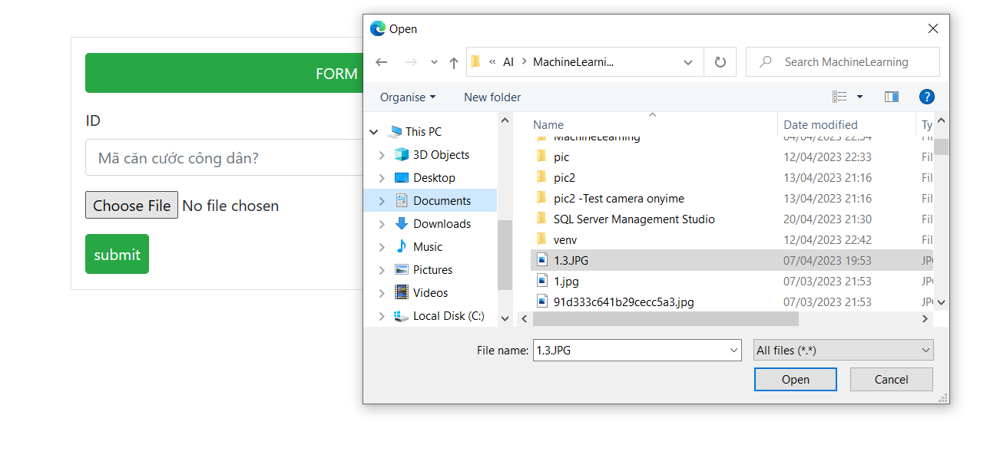 FORM
ID
Mã căn cước công dân?
Choose File No file chosen
submit
Open
« AI > MachineLearni...
Search MachineLearning
Organise New folder
This PC
3D Objects
Desktop
Documents
Downloads
Music
Pictures
Videos
Local Disk (C:)
Name Date modified Ty
MachineLearning 04/04/2023 22:54 Fil
pic 12/04/2023 22:33 Fil
pic2 13/04/2023 21:16 Fil
pic2 -Test camera onyime 13/04/2023 21:16 Fil
SQL Server Management Studio 20/04/2023 21:30 Fil
venv 12/04/2023 22:42 Fil
1.3.JPG 07/04/2023 19:53 JP
1.jpg 07/03/2023 21:53 JP
91d333c641b29cecc5a3.jpg 07/03/2023 21:53 JP
File name: 1.3.JPG All files (*.*)
Open Cancel